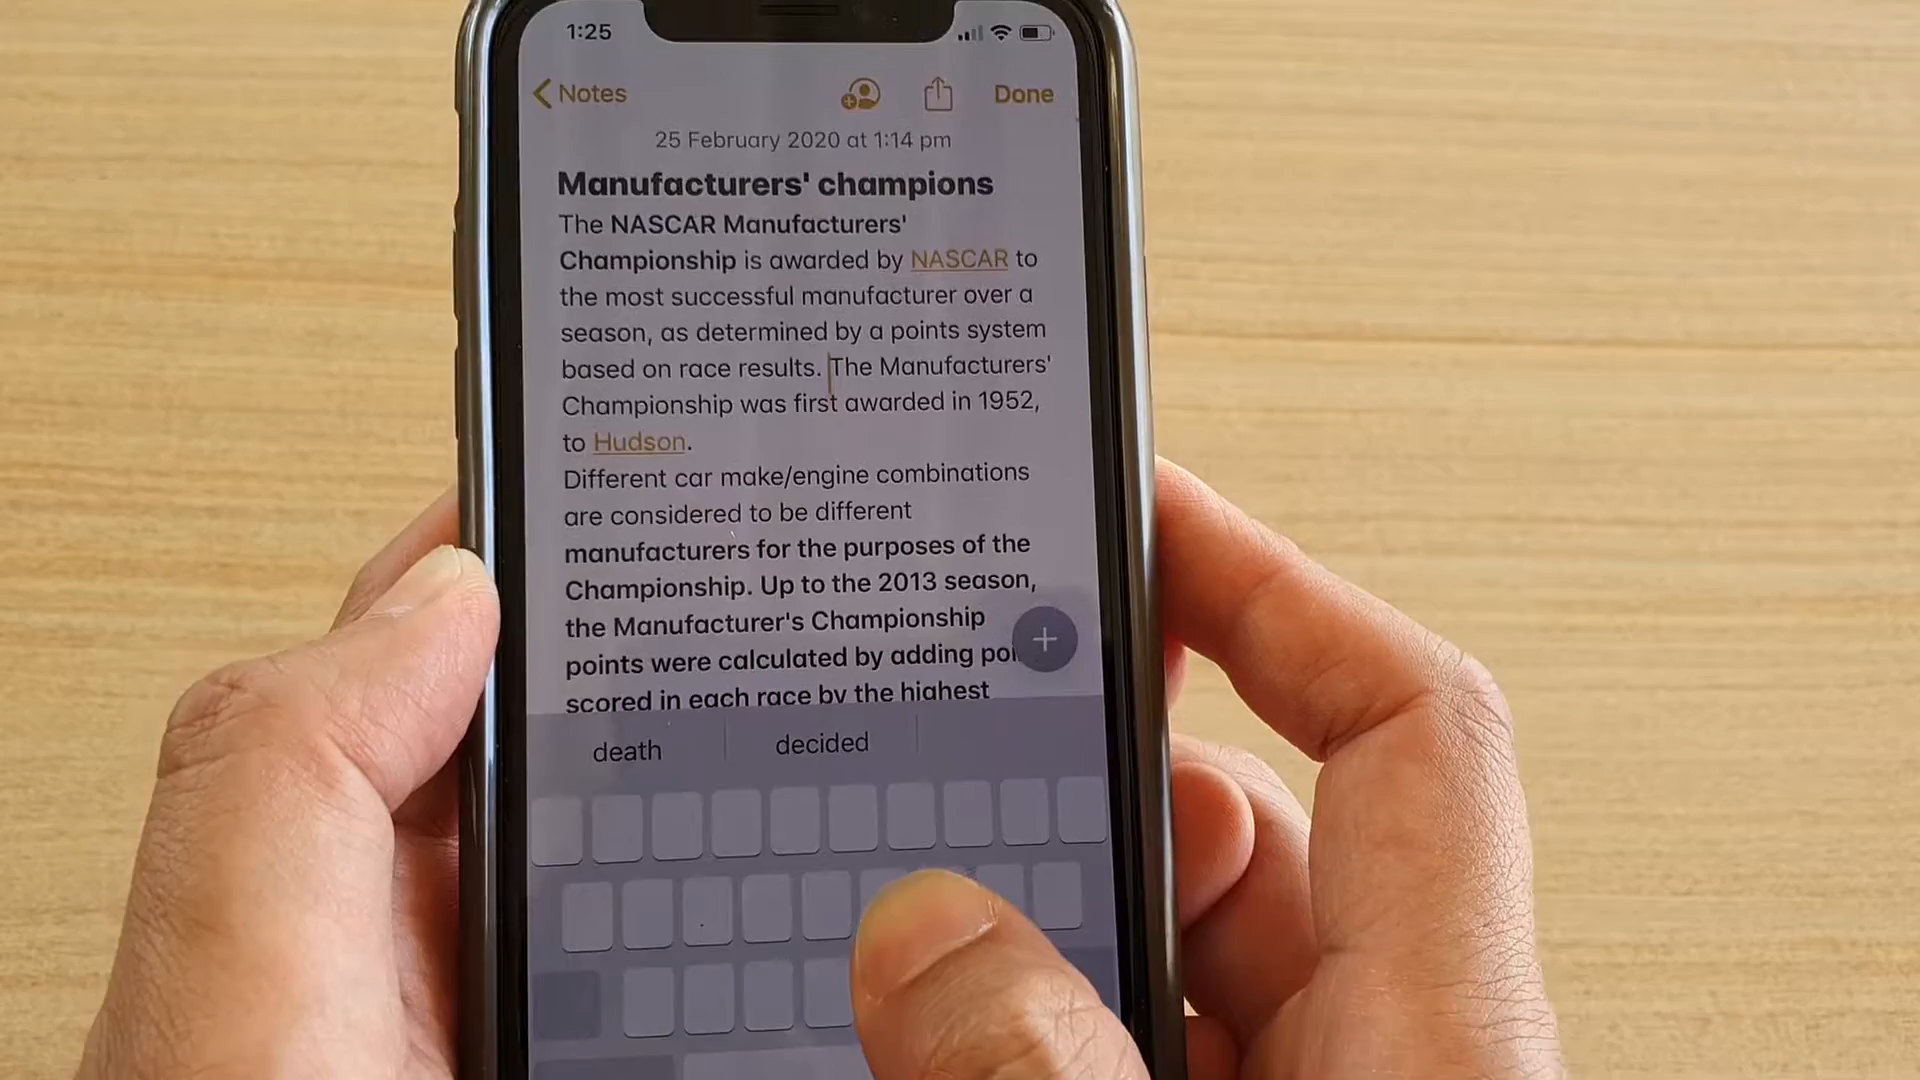 1:25
Notes
Done
25 February 2020 at 1:14 pm
Manufacturers' champions
The NASCAR Manufacturers'
Championship is awarded by NASCAR to
the most successful manufacturer over a
season, as determined by a points system
based on race results. The Manufacturers'
Championship was first awarded in 1952,
to Hudson.
Different car make/engine combinations
are considered to be different
manufacturers for the purposes of the
Championship. Up to the 2013 season,
the Manufacturer's Championship
points were calculated by adding
scored in each race by the highest
death decided